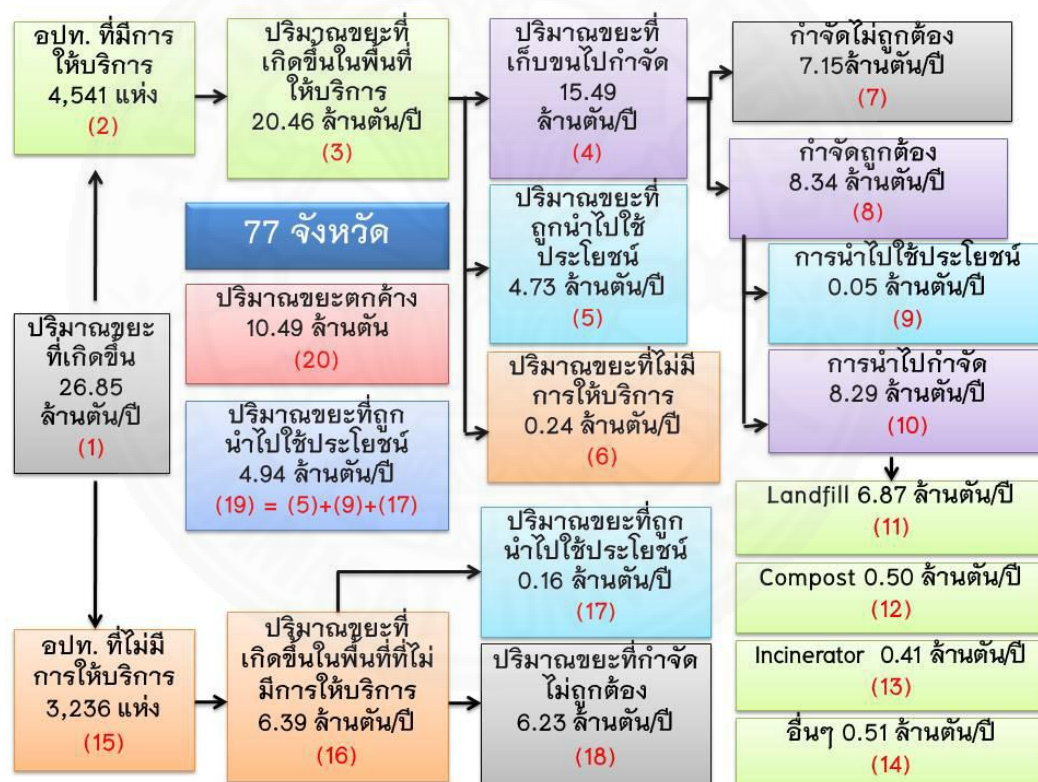 อปท. ที่มีการ
ให้บริการ
4,541 แห่ง
(2)
ปริมาณขยะที่
เกิดขึ้นในพื้นที่
ให้บริการ
20.46 ล้านตัน/ปี
(3)
ปริมาณขยะที่
เก็บขนไปกำจัด
15.49
ล้านตัน/ปี
(4)
กำจัดไม่ถูกต้อง
7.15ล้านตัน/ปี
(7)
กำจัดถูกต้อง
8.34 ล้านตัน/ปี
(8)
77 จังหวัด
ปริมาณขยะที่
ถูกนำไปใช้
ประโยชน์
4.73 ล้านตัน/ปี
(5)
การนำไปใช้ประโยชน์
0.05 ล้านตัน/ปี
(9)
ปริมาณขยะ
ที่เกิดขึ้น
26.85
ล้านตัน/ปี
(1)
ปริมาณขยะตกค้าง
10.49 ล้านตัน
(20)
ปริมาณขยะที่ไม่มี
การให้บริการ
0.24 ล้านตัน/ปี
(6)
การนำไปกำจัด
8.29 ล้านตัน/ปี
(10)
ปริมาณขยะที่ถูก
นำไปใช้ประโยชน์
4.94 ล้านตัน/ปี
(19) = (5)+(9)+(17)
Landfill 6.87 ล้านตัน/ปี
(11)
ปริมาณขยะที่ถูก
นำไปใช้ประโยชน์
0.16 ล้านตัน/ปี
(17)
Compost 0.50 ล้านตัน/ปี
(12)
อปท. ที่ไม่มี
การให้บริการ
3,236 แห่ง
(15)
ปริมาณขยะที่
เกิดขึ้นในพื้นที่ที่ไม่
มีการให้บริการ
6.39 ล้านตัน/ปี
(16)
ปริมาณขยะที่กำจัด
ไม่ถูกต้อง
6.23 ล้านตัน/ปี
(18)
Incinerator 0.41 ล้านตัน/ปี
(13)
อื่นๆ 0.51 ล้านตัน/ปี
(14)